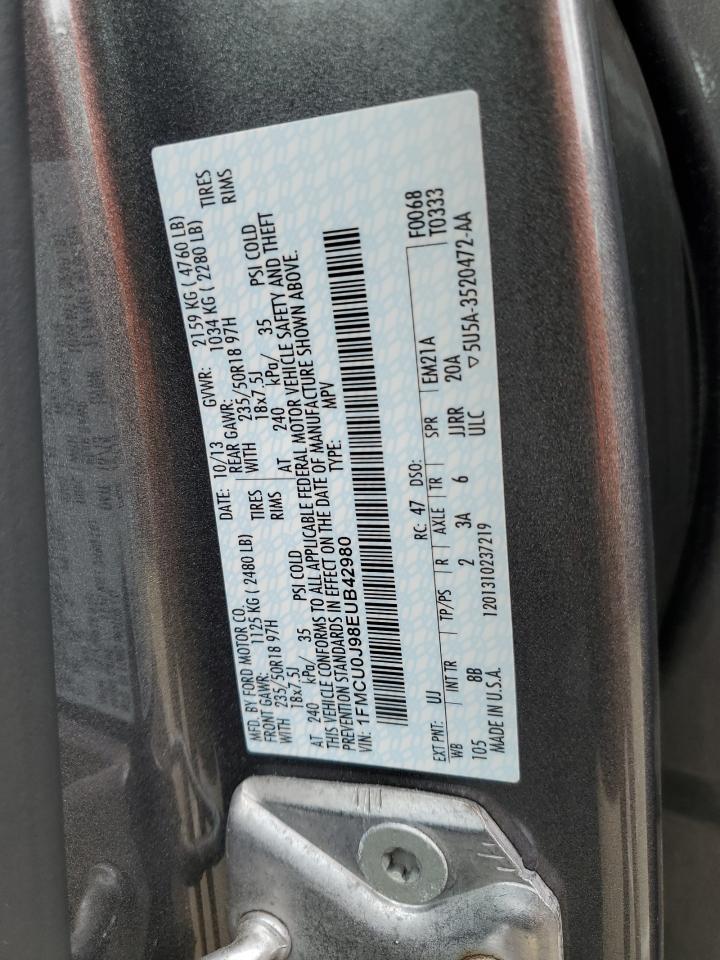 MFD. BY FORD MOTOR CO. DATE: 10/13 GVWR: 2159 KG ( 4760 LB)
FRONT GAWR: 1125 KG ( 2480 LB) REAR GAWR: 1034 KG ( 2280 LB)
WITH 235/50R18 97H TIRES WITH 235/50R18 97H TIRES
18x7.5J RIMS 18x7.5J RIMS
AT 240 kPa/ 35 PSI COLD AT 240 kPa/ 35 PSI COLD
THIS VEHICLE CONFORMS TO ALL APPLICABLE FEDERAL MOTOR VEHICLE SAFETY AND THEFT
PREVENTION STANDARDS IN EFFECT ON THE DATE OF MANUFACTURE SHOWN ABOVE.
VIN: 1FMCU0J98EUB42980 TYPE: MPV
F0068
T0333
EXT PNT: UJ RC: 47 DSO:
WB INT TR TP/PS R AXLE TR SPR EM21A
105 8B 2 3A 6 JJRR 20A
MADE IN U.S.A. 1201310237219 ULC ▽5U5A-3520472-AA